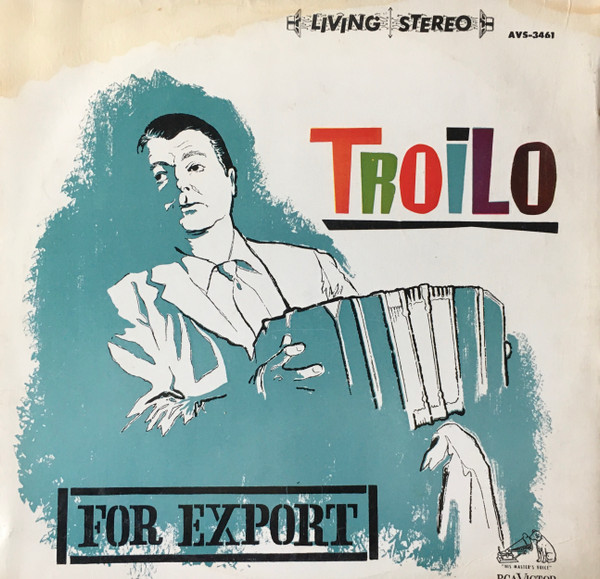 LIVING STEREO
AVS-3461
TROiLO
FOR EXPORT
"HIS MASTER'S VOICE"
RCA VICTOR